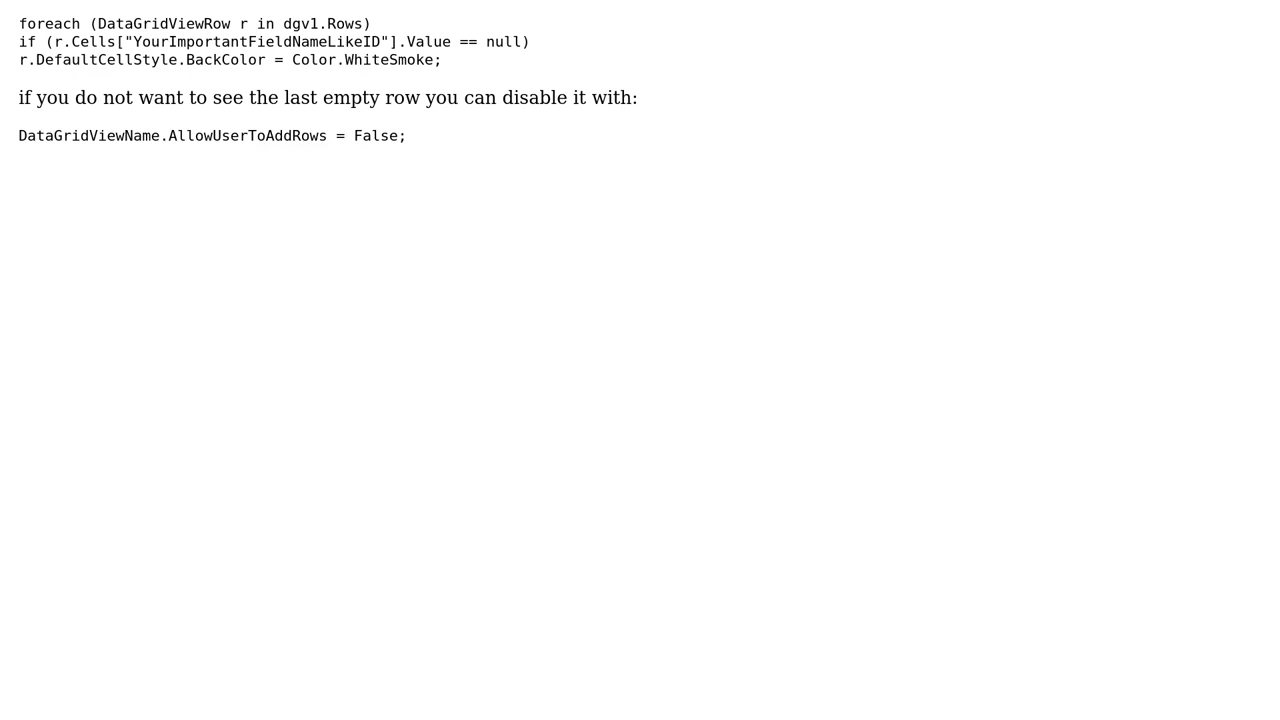 foreach (DataGridViewRow r in dgv1.Rows)
if (r.Cells["YourImportantFieldNameLikeID"].Value == null)
r.DefaultCellStyle.BackColor = Color.WhiteSmoke;
if you do not want to see the last empty row you can disable it with:
DataGridViewName.AllowUserToAddRows = False;